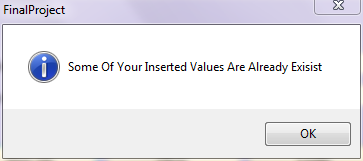 FinalProject
Some Of Your Inserted Values Are Already Exisist
OK